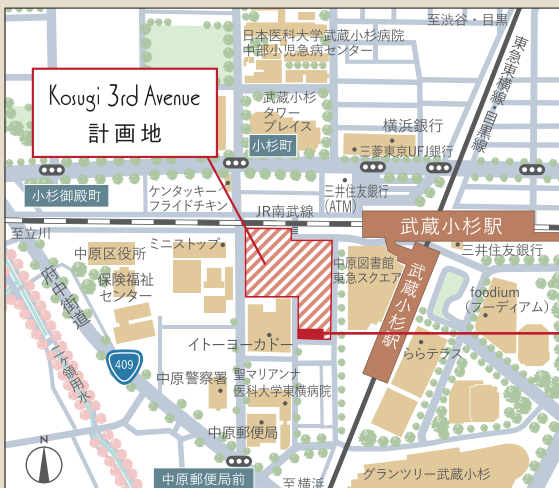 至渋谷・目黒
日本医科大学武蔵小杉病院
中部小児急病センター
東急東横線・目黒線
Kosugi 3rd Avenue
計画地
武蔵小杉
タワー
プレイス
小杉町
横浜銀行
三菱東京UFJ銀行
小杉御殿町
ケンタッキー
フライドチキン
三井住友銀行
(ATM)
JR南武線
武蔵小杉駅
至立川
中原区役所
ミニストップ
三井住友銀行
府中街道
保険福祉
センター
中原図書館
東急スクエア
武蔵小杉駅
foodium
(フーディアム)
イトーヨーカドー
ららテラス
409
二ヶ領用水
中原警察署
聖マリアンナ
医科大学東横病院
中原郵便局
N
中原郵便局前
至横浜
グランツリー武蔵小杉